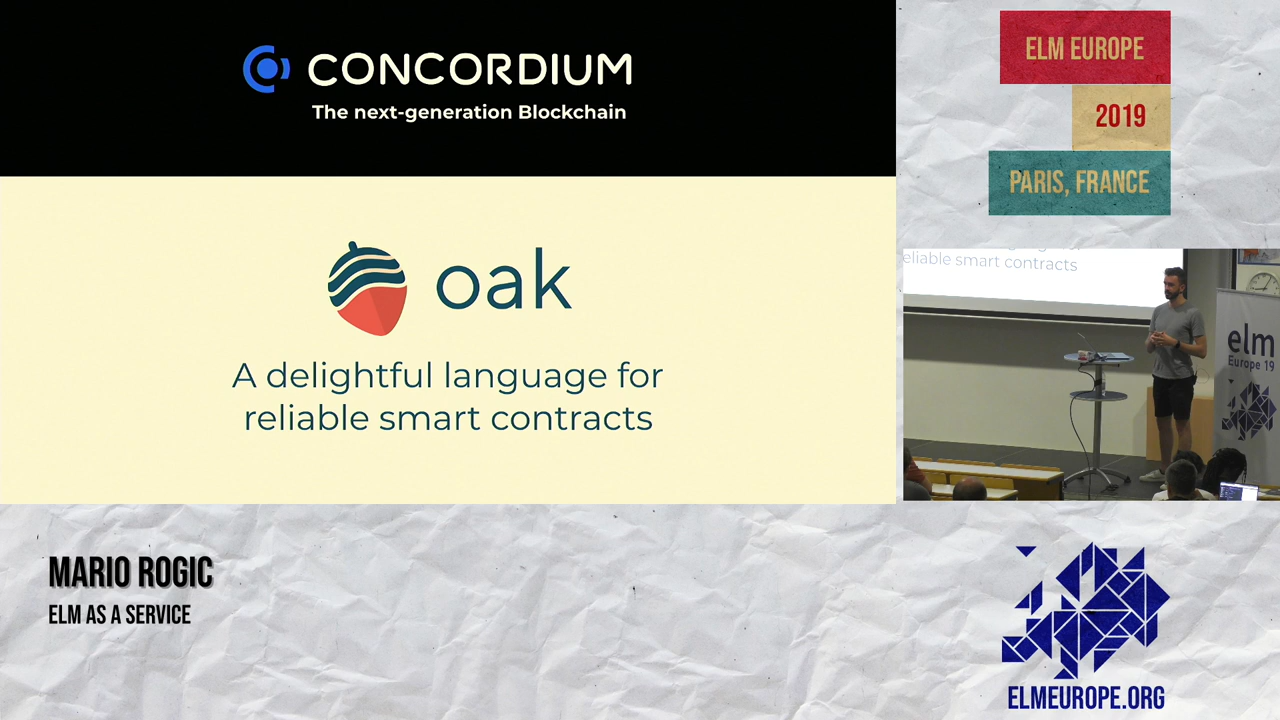 CONCORDIUM
The next-generation Blockchain
oak
A delightful language for
reliable smart contracts
ELM EUROPE
2019
PARIS, FRANCE
eliable smart contracts
elm
Europe 19
MARIO ROGIC
ELM AS A SERVICE
ELMEUROPE.ORG